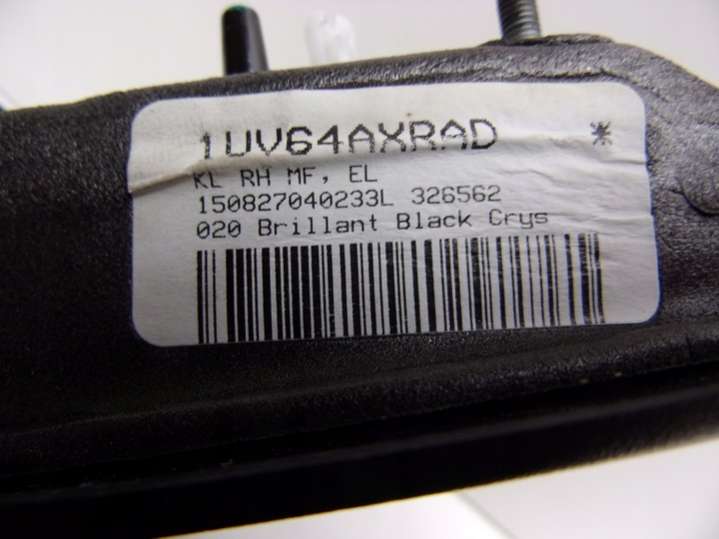 1UV64AXRAD *
KL RH MF, EL
150827040233L 326562
020 Brillant Black Crys